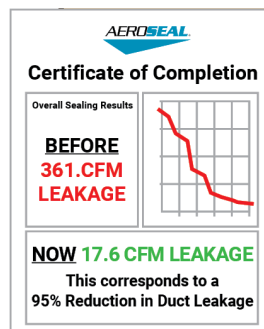 AEROSEAL
Certificate of Completion
Overall Sealing Results
BEFORE
361.CFM
LEAKAGE
NOW 17.6 CFM LEAKAGE
This corresponds to a
95% Reduction in Duct Leakage